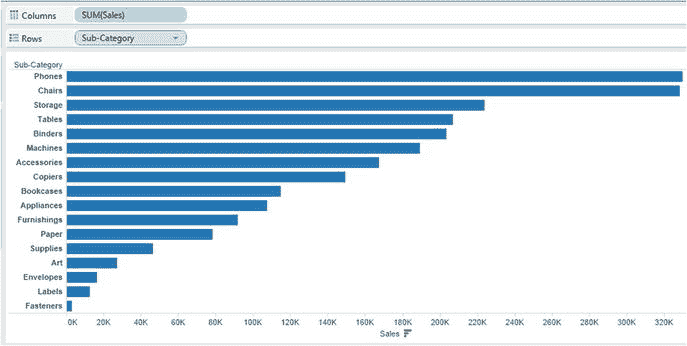 Columns SUM(Sales)
Rows Sub-Category
Sub-Category
Phones
Chairs
Storage
Tables
Binders
Machines
Accessories
Copiers
Bookcases
Appliances
Furnishings
Paper
Supplies
Art
Envelopes
Labels
Fasteners
0K 20K 40K 60K 80K 100K 120K 140K 160K 180K 200K 220K 240K 260K 280K 300K 320K
Sales